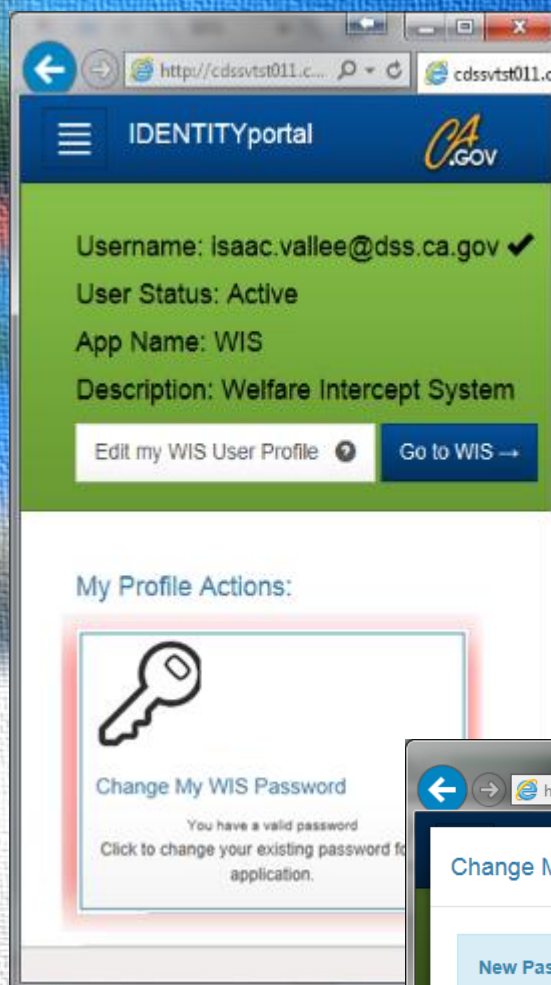 http://cdssvtst011.c...
cdssvtst011.c
IDENTITYportal
CA.GOV
Username: isaac.vallee@dss.ca.gov ✔
User Status: Active
App Name: WIS
Description: Welfare Intercept System
Edit my WIS User Profile
Go to WIS →
My Profile Actions:
Change My WIS Password
You have a valid password
Click to change your existing password fo
application.
h
Change M
New Pas